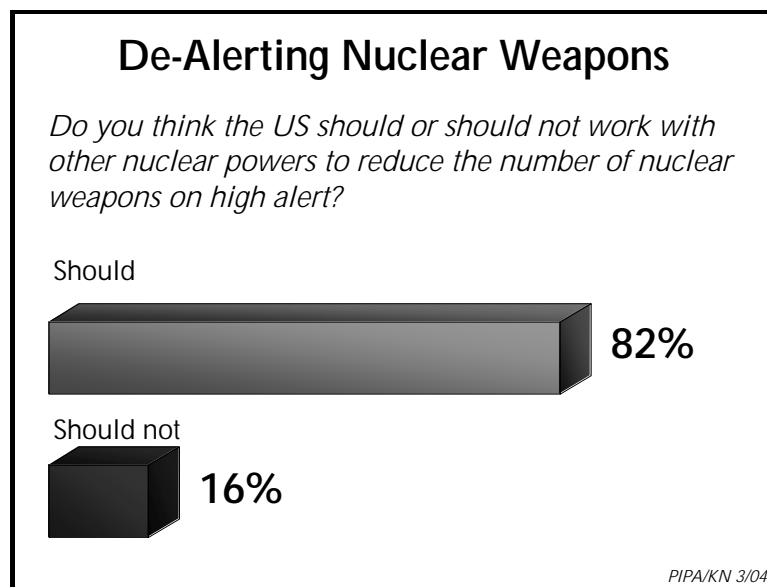 De-Alerting Nuclear Weapons
Do you think the US should or should not work with
other nuclear powers to reduce the number of nuclear
weapons on high alert?
Should
82%
Should not
16%
PIPA/KN 3/04